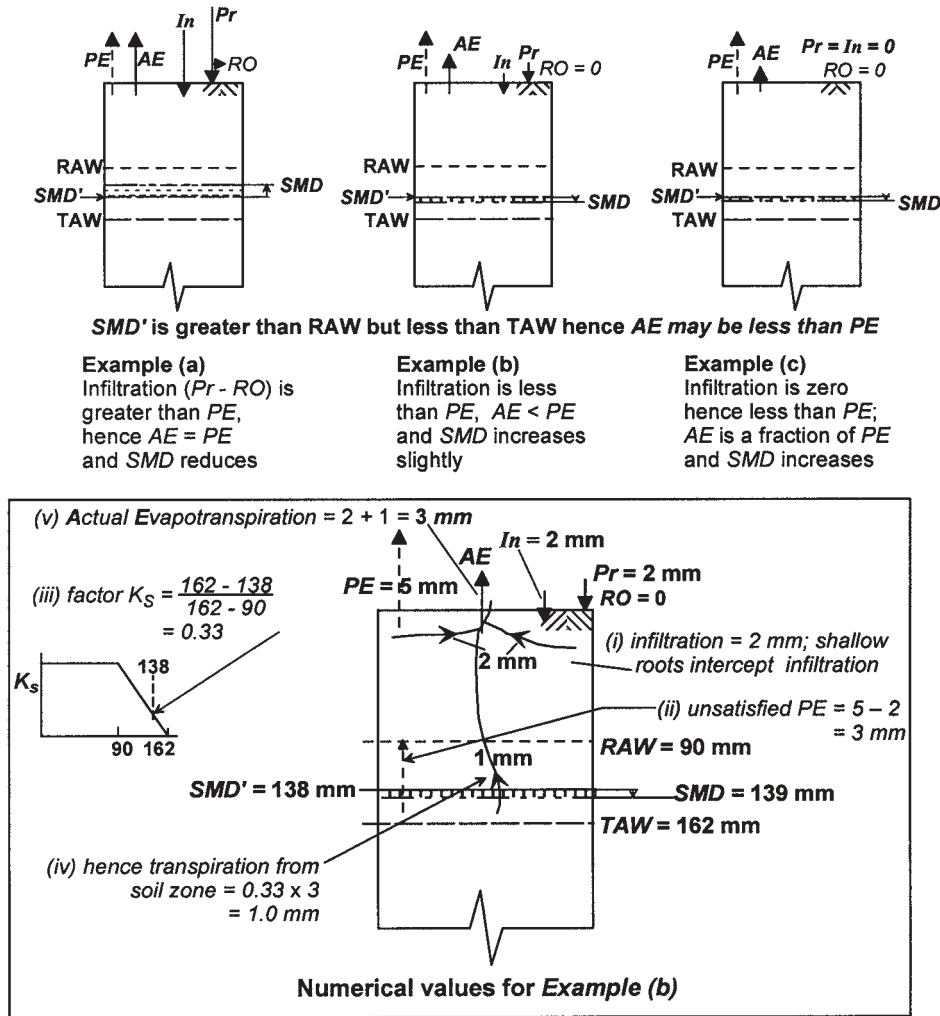 PE AE In Pr RO
RAW
SMD' SMD
TAW
PE AE In Pr RO = 0
RAW
SMD' SMD
TAW
PE AE Pr = In = 0
RO = 0
RAW
SMD' SMD
TAW
SMD' is greater than RAW but less than TAW hence AE may be less than PE
Example (a)
Infiltration (Pr - RO) is
greater than PE,
hence AE = PE
and SMD reduces
Example (b)
Infiltration is less
than PE, AE < PE
and SMD increases
slightly
Example (c)
Infiltration is zero
hence less than PE;
AE is a fraction of PE
and SMD increases
(v) Actual Evapotranspiration = 2 + 1 = 3 mm
In = 2 mm
AE
PE = 5 mm
Pr = 2 mm
RO = 0
(iii) factor KS = 162 - 138
162 - 90
= 0.33
2 mm
(i) infiltration = 2 mm; shallow
roots intercept infiltration
138
Ks
90 162
(ii) unsatisfied PE = 5 – 2
= 3 mm
RAW = 90 mm
1 mm
SMD' = 138 mm
SMD = 139 mm
TAW = 162 mm
(iv) hence transpiration from
soil zone = 0.33 x 3
= 1.0 mm
Numerical values for Example (b)